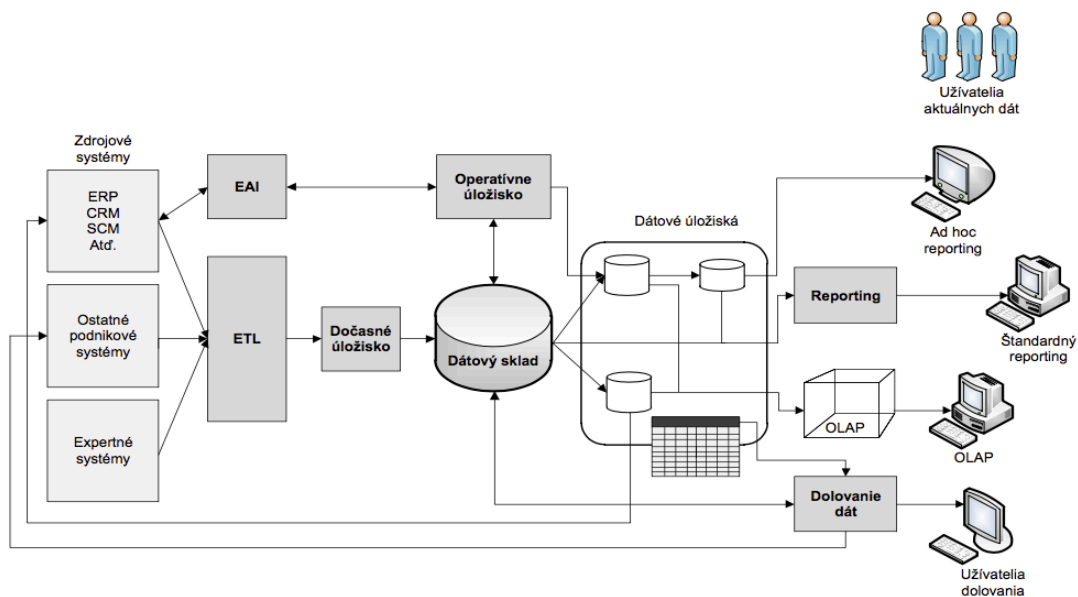 Užívatelia
aktuálnych dát
Zdrojové
systémy
ERP
CRM
SCM
Atď.
EAI
Operatívne
úložisko
Dátové úložiská
Ad hoc
reporting
Ostatné
podnikové
systémy
ETL
Dočasné
úložisko
Dátový sklad
Reporting
Štandardný
reporting
Expertné
systémy
OLAP
OLAP
Dolovanie
dát
Užívatelia
dolovania